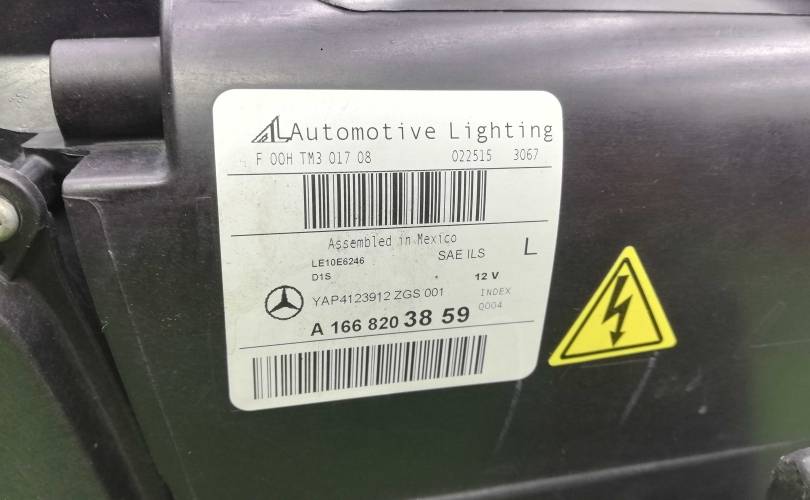 AL Automotive Lighting
F 00H TM3 017 08 022515 3067
Assembled in Mexico
LE10E6246 SAE ILS L
D1S 12 V
YAP4123912 ZGS 001 INDEX
0004
A 166 820 38 59